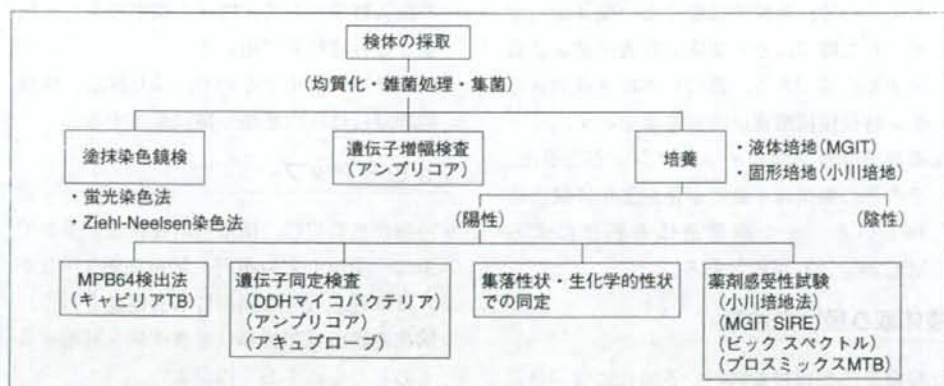 検体の採取
(均質化・雑菌処理・集菌)
塗抹染色鏡検
・蛍光染色法
・Ziehl-Neelsen染色法
遺伝子増幅検査
(アンプリコア)
培養
・液体培地(MGIT)
・固形培地(小川培地)
(陽性)
(陰性)
MPB64検出法
(キャピリアTB)
遺伝子同定検査
(DDHマイコバクテリア)
(アンプリコア)
(アキュプローブ)
集落性状・生化学的性状
での同定
薬剤感受性試験
(小川培地法)
(MGIT SIRE)
(ビック スペクトル)
(プロスミックスMTB)